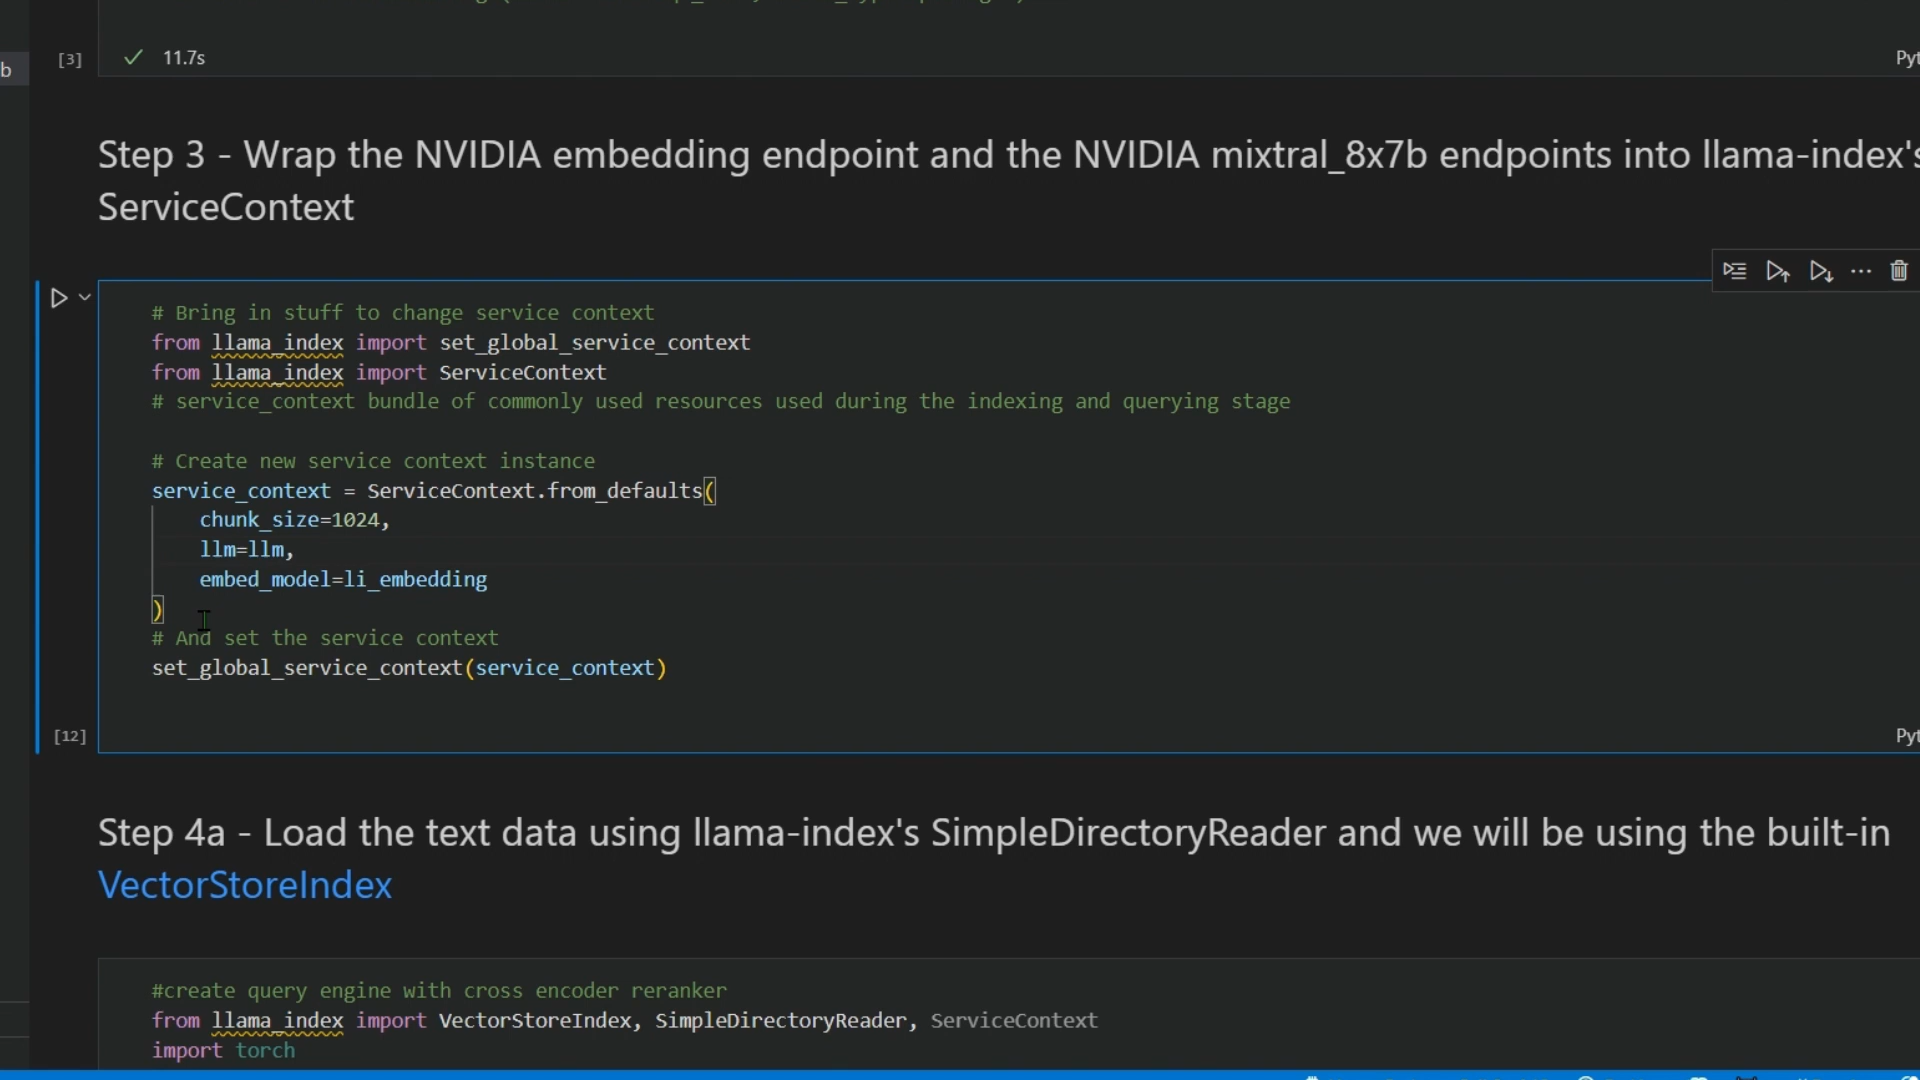 b
[3]
11.7s
Pyt
Step 3 - Wrap the NVIDIA embedding endpoint and the NVIDIA mixtral_8x7b endpoints into llama-index's
ServiceContext
# Bring in stuff to change service context
from llama_index import set_global_service_context
from llama_index import ServiceContext
# service_context bundle of commonly used resources used during the indexing and querying stage
# Create new service context instance
service_context = ServiceContext.from_defaults(
chunk_size=1024,
llm=llm,
embed_model=li_embedding
)
# And set the service context
set_global_service_context(service_context)
[12]
Pyt
Step 4a - Load the text data using llama-index's SimpleDirectoryReader and we will be using the built-in
VectorStoreIndex
#create query engine with cross encoder reranker
from llama_index import VectorStoreIndex, SimpleDirectoryReader, ServiceContext
import torch